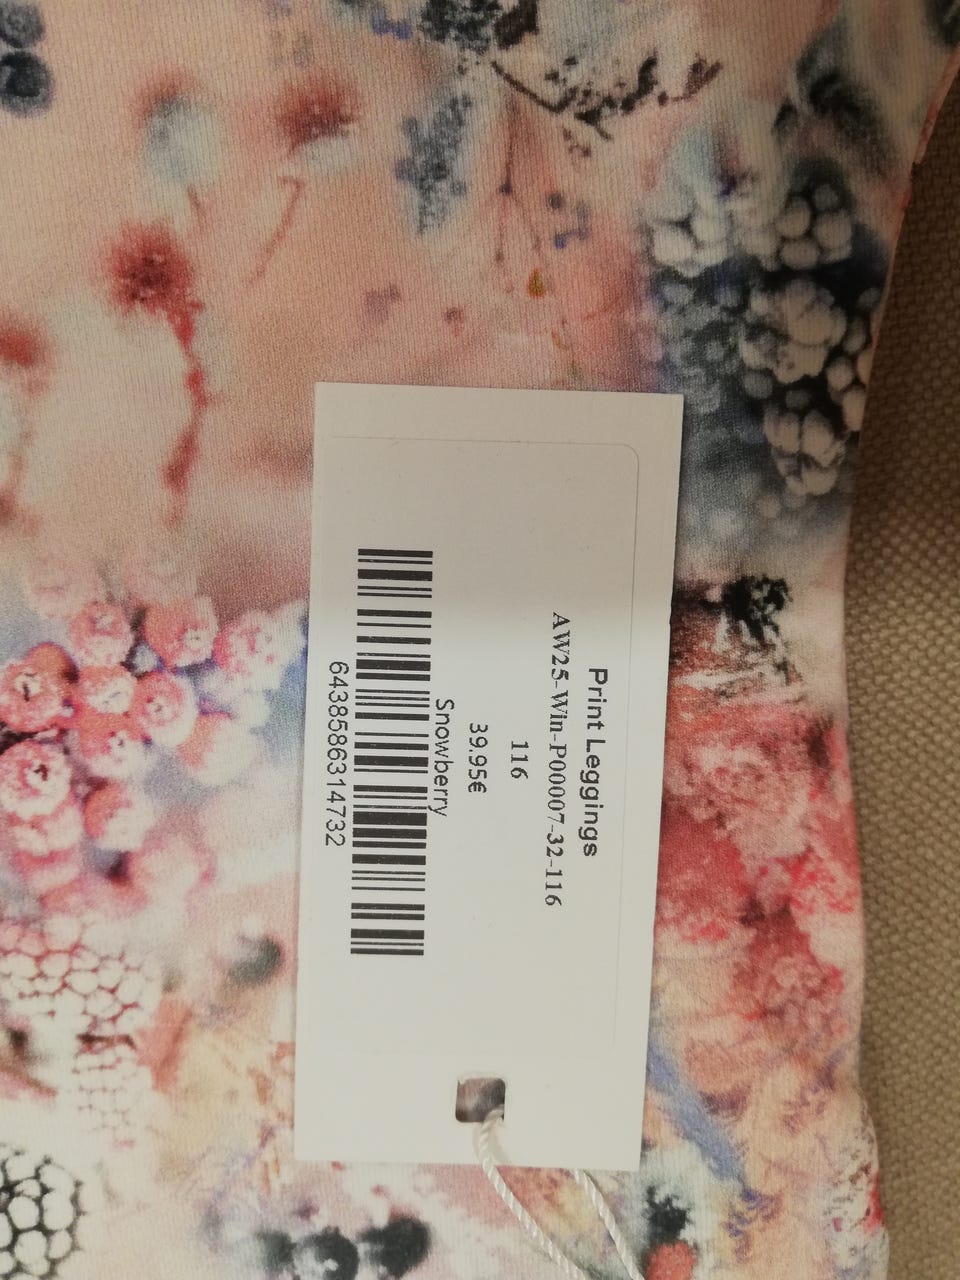 Print Leggings
AW25-Win-P00007-32-116
116
39.95€
Snowberry
6438586314732